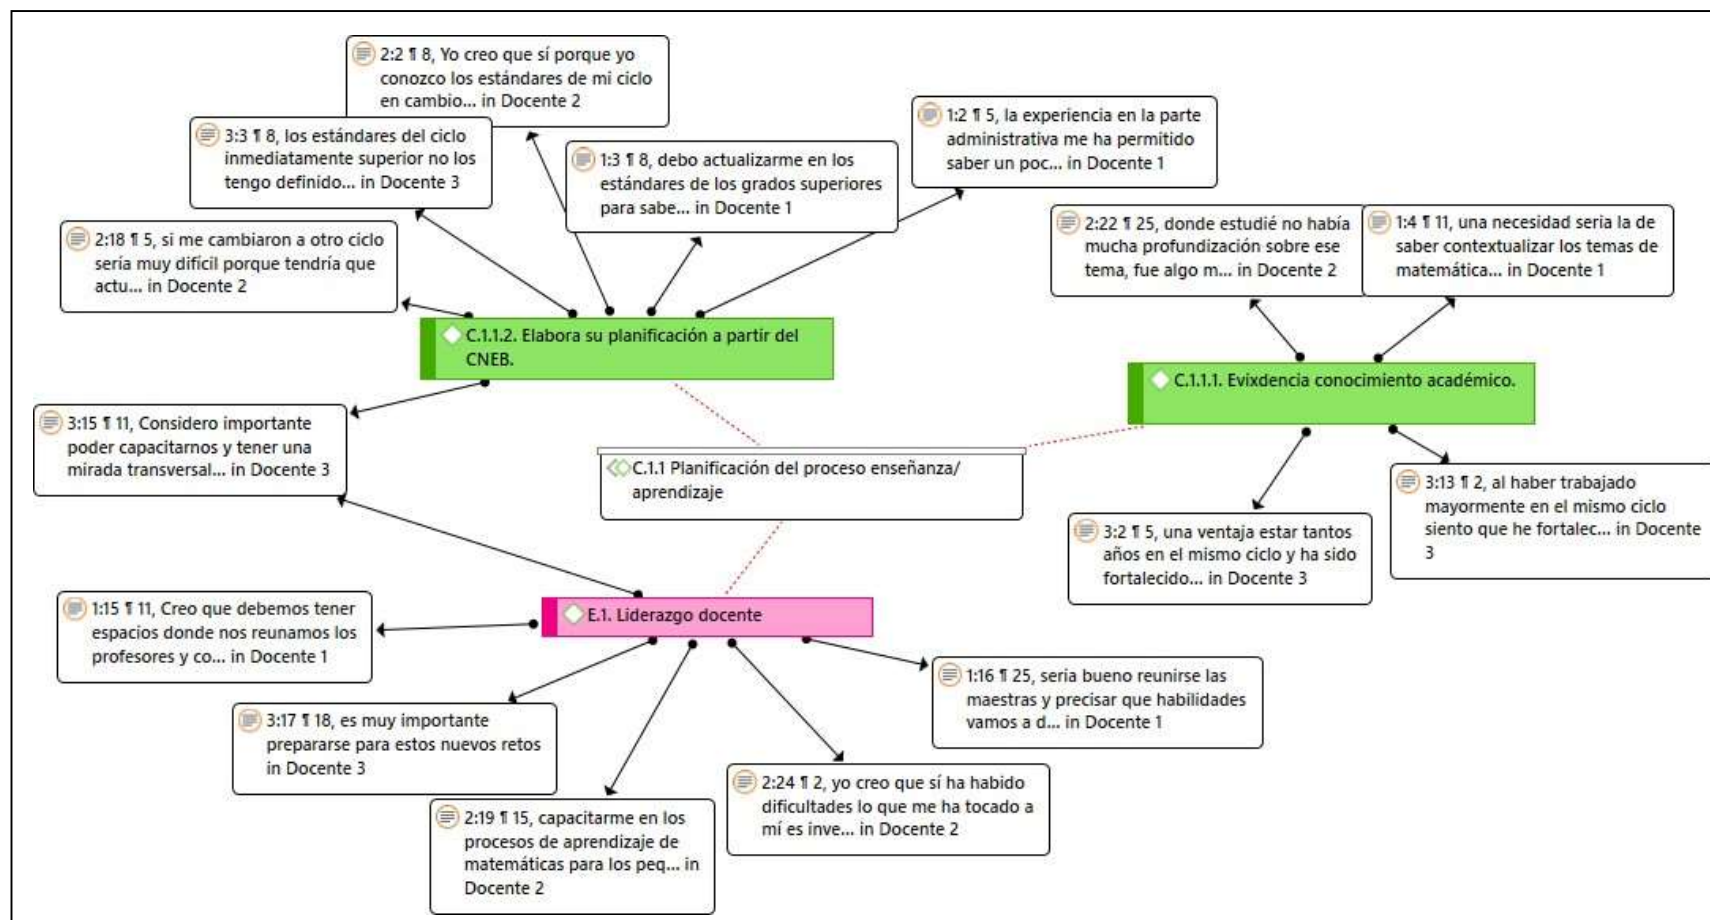 2:2 ¶ 8, Yo creo que sí porque yo
conozco los estándares de mi ciclo
en cambio... in Docente 2
3:3 ¶ 8, los estándares del ciclo
inmediatamente superior no los
tengo definido... in Docente 3
1:3 ¶ 8, debo actualizarme en los
estándares de los grados superiores
para sabe... in Docente 1
1:2 ¶ 5, la experiencia en la parte
administrativa me ha permitido
saber un poc... in Docente 1
2:18 ¶ 5, si me cambiaron a otro ciclo
sería muy difícil porque tendría que
actu... in Docente 2
2:22 ¶ 25, donde estudié no había
mucha profundización sobre ese
tema, fue algo m... in Docente 2
1:4 ¶ 11, una necesidad seria la de
saber contextualizar los temas de
matemática... in Docente 1
C.1.1.2. Elabora su planificación a partir del
CNEB.
C.1.1.1. Evixdencia conocimiento académico.
3:15 ¶ 11, Considero importante
poder capacitarnos y tener una
mirada transversal... in Docente 3
C.1.1 Planificación del proceso enseñanza/
aprendizaje
3:13 ¶ 2, al haber trabajado
mayormente en el mismo ciclo
siento que he fortalec... in Docente
3
3:2 ¶ 5, una ventaja estar tantos
años en el mismo ciclo y ha sido
fortalecido... in Docente 3
E.1. Liderazgo docente
1:15 ¶ 11, Creo que debemos tener
espacios donde nos reunamos los
profesores y co... in Docente 1
1:16 ¶ 25, seria bueno reunirse las
maestras y precisar que habilidades
vamos a d... in Docente 1
3:17 ¶ 18, es muy importante
prepararse para estos nuevos retos
in Docente 3
2:24 ¶ 2, yo creo que sí ha habido
dificultades lo que me ha tocado a
mí es inve... in Docente 2
2:19 ¶ 15, capacitarme en los
procesos de aprendizaje de
matemáticas para los peq... in
Docente 2